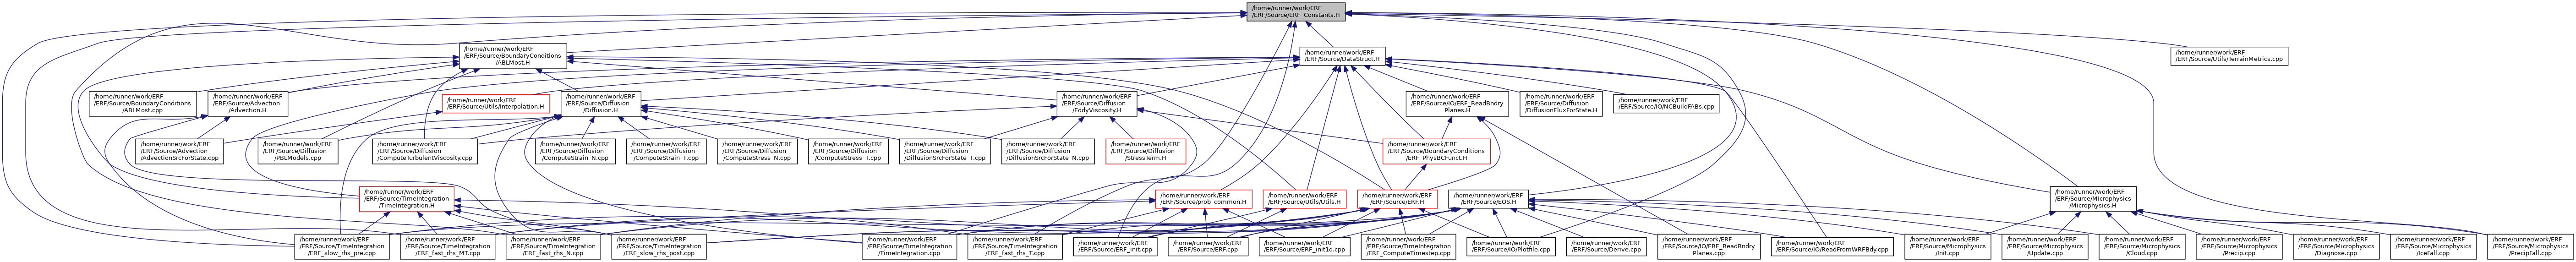 /home/runner/work/ERF
/ERF/Source/ERF_Constants.H
/home/runner/work/ERF
/ERF/Source/BoundaryConditions
/ABLMost.H
/home/runner/work/ERF
/ERF/Source/DataStruct.H
/home/runner/work/ERF
/ERF/Source/Utils/TerrainMetrics.cpp
/home/runner/work/ERF
/ERF/Source/BoundaryConditions
/ABLMost.cpp
/home/runner/work/ERF
/ERF/Source/Advection
/Advection.H
/home/runner/work/ERF
/ERF/Source/Utils/Interpolation.H
/home/runner/work/ERF
/ERF/Source/Diffusion
/Diffusion.H
/home/runner/work/ERF
/ERF/Source/Diffusion
/EddyViscosity.H
/home/runner/work/ERF
/ERF/Source/IO/ERF_ReadBndry
Planes.H
/home/runner/work/ERF
/ERF/Source/Diffusion
/DiffusionFluxForState.H
/home/runner/work/ERF
/ERF/Source/IO/NCBuildFABs.cpp
/home/runner/work/ERF
/ERF/Source/Advection
/AdvectionSrcForState.cpp
/home/runner/work/ERF
/ERF/Source/Diffusion
/PBLModels.cpp
/home/runner/work/ERF
/ERF/Source/Diffusion
/ComputeTurbulentViscosity.cpp
/home/runner/work/ERF
/ERF/Source/Diffusion
/ComputeStrain_N.cpp
/home/runner/work/ERF
/ERF/Source/Diffusion
/ComputeStrain_T.cpp
/home/runner/work/ERF
/ERF/Source/Diffusion
/ComputeStress_N.cpp
/home/runner/work/ERF
/ERF/Source/Diffusion
/ComputeStress_T.cpp
/home/runner/work/ERF
/ERF/Source/Diffusion
/DiffusionSrcForState_T.cpp
/home/runner/work/ERF
/ERF/Source/Diffusion
/DiffusionSrcForState_N.cpp
/home/runner/work/ERF
/ERF/Source/Diffusion
/StressTerm.H
/home/runner/work/ERF
/ERF/Source/BoundaryConditions
/ERF_PhysBCFunct.H
/home/runner/work/ERF
/ERF/Source/TimeIntegration
/TimeIntegration.H
/home/runner/work/ERF
/ERF/Source/prob_common.H
/home/runner/work/ERF
/ERF/Source/Utils/Utils.H
/home/runner/work/ERF
/ERF/Source/ERF.H
/home/runner/work/ERF
/ERF/Source/EOS.H
/home/runner/work/ERF
/ERF/Source/Microphysics
/Microphysics.H
/home/runner/work/ERF
/ERF/Source/TimeIntegration
/ERF_slow_rhs_pre.cpp
/home/runner/work/ERF
/ERF/Source/TimeIntegration
/ERF_fast_rhs_MT.cpp
/home/runner/work/ERF
/ERF/Source/TimeIntegration
/ERF_fast_rhs_N.cpp
/home/runner/work/ERF
/ERF/Source/TimeIntegration
/ERF_slow_rhs_post.cpp
/home/runner/work/ERF
/ERF/Source/TimeIntegration
/TimeIntegration.cpp
/home/runner/work/ERF
/ERF/Source/TimeIntegration
/ERF_fast_rhs_T.cpp
/home/runner/work/ERF
/ERF/Source/ERF_init.cpp
/home/runner/work/ERF
/ERF/Source/ERF.cpp
/home/runner/work/ERF
/ERF/Source/ERF_init1d.cpp
/home/runner/work/ERF
/ERF/Source/TimeIntegration
/ERF_ComputeTimestep.cpp
/home/runner/work/ERF
/ERF/Source/IO/Plotfile.cpp
/home/runner/work/ERF
/ERF/Source/Derive.cpp
/home/runner/work/ERF
/ERF/Source/IO/ERF_ReadBndry
Planes.cpp
/home/runner/work/ERF
/ERF/Source/IO/ReadFromWRFBdy.cpp
/home/runner/work/ERF
/ERF/Source/Microphysics
/Init.cpp
/home/runner/work/ERF
/ERF/Source/Microphysics
/Update.cpp
/home/runner/work/ERF
/ERF/Source/Microphysics
/Cloud.cpp
/home/runner/work/ERF
/ERF/Source/Microphysics
/Precip.cpp
/home/runner/work/ERF
/ERF/Source/Microphysics
/Diagnose.cpp
/home/runner/work/ERF
/ERF/Source/Microphysics
/IceFall.cpp
/home/runner/work/ERF
/ERF/Source/Microphysics
/PrecipFall.cpp